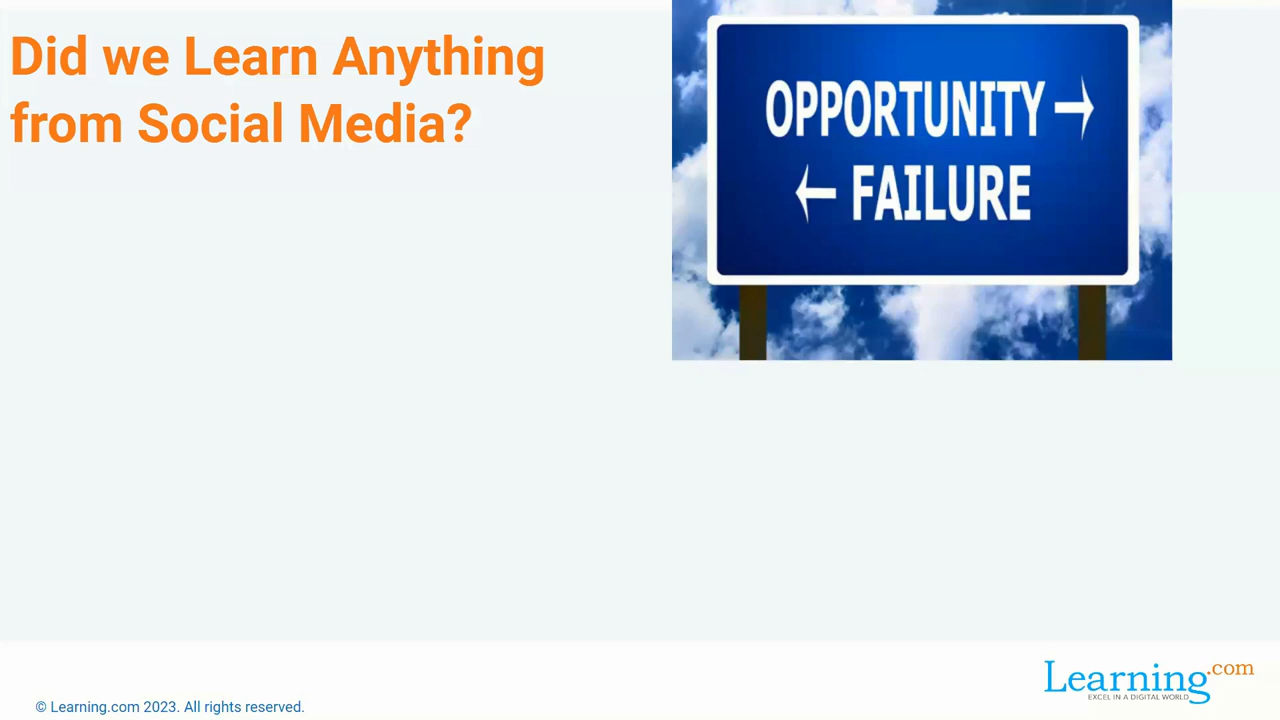 Did we Learn Anything
from Social Media?
OPPORTUNITY →
← FAILURE
Learning.com
EXCEL IN A DIGITAL WORLD
© Learning.com 2023. All rights reserved.